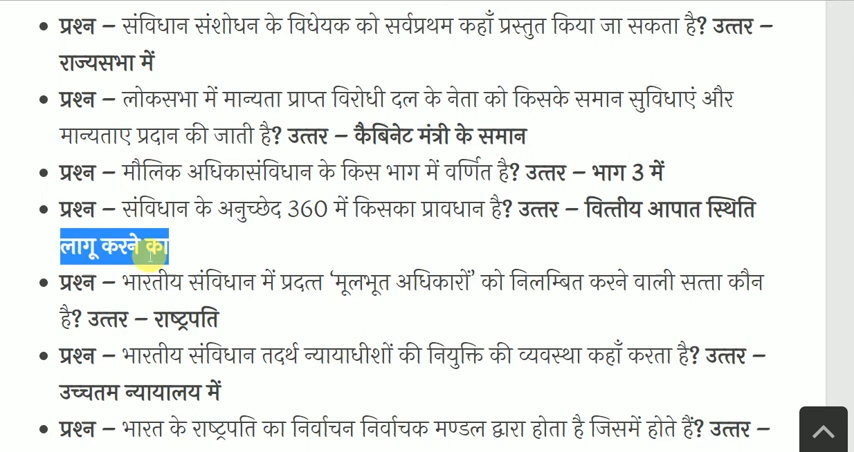 प्रश्न – संविधान संशोधन के विधेयक को सर्वप्रथम कहाँ प्रस्तुत किया जा सकता है? उत्तर –
राज्यसभा में
प्रश्न – लोकसभा में मान्यता प्राप्त विरोधी दल के नेता को किसके समान सुविधाएं और
मान्यताए प्रदान की जाती है? उत्तर – कैबिनेट मंत्री के समान
प्रश्न – मौलिक अधिकासंविधान के किस भाग में वर्णित है? उत्तर – भाग 3 में
प्रश्न – संविधान के अनुच्छेद 360 में किसका प्रावधान है? उत्तर – वित्तीय आपात स्थिति
लागू करने का
प्रश्न – भारतीय संविधान में प्रदत्त ‘मूलभूत अधिकारों’ को निलम्बित करने वाली सत्ता कौन
है? उत्तर – राष्ट्रपति
प्रश्न – भारतीय संविधान तदर्थ न्यायाधीशों की नियुक्ति की व्यवस्था कहाँ करता है? उत्तर –
उच्चतम न्यायालय में
प्रश्न – भारत के राष्ट्रपति का निर्वाचन निर्वाचक मण्डल द्वारा होता है जिसमें होते हैं? उत्तर –